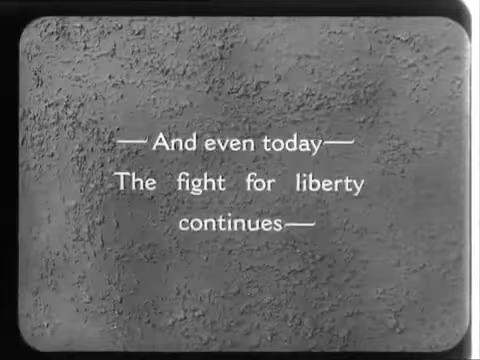 —And even today—
The fight for liberty
continues—